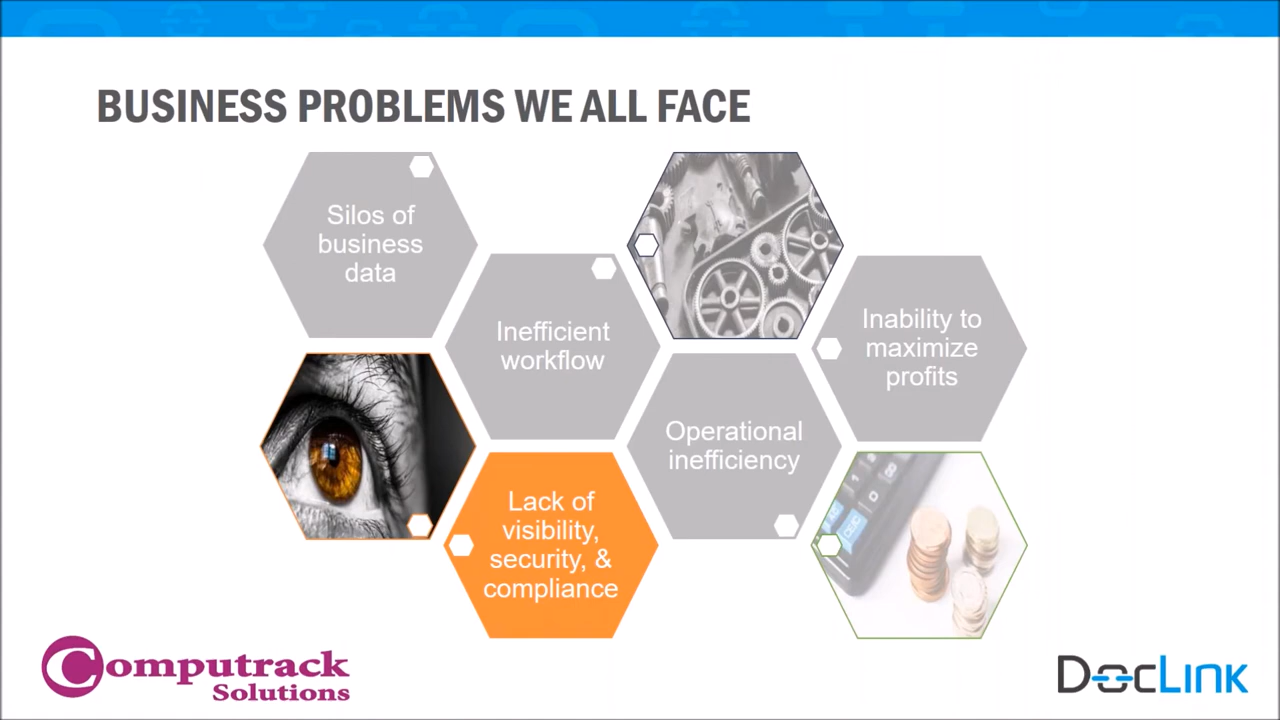 BUSINESS PROBLEMS WE ALL FACE
Silos of
business
data
Inefficient
workflow
Inability to
maximize
profits
Operational
inefficiency
Lack of
visibility,
security, &
compliance
Computrack
Solutions
DocLink